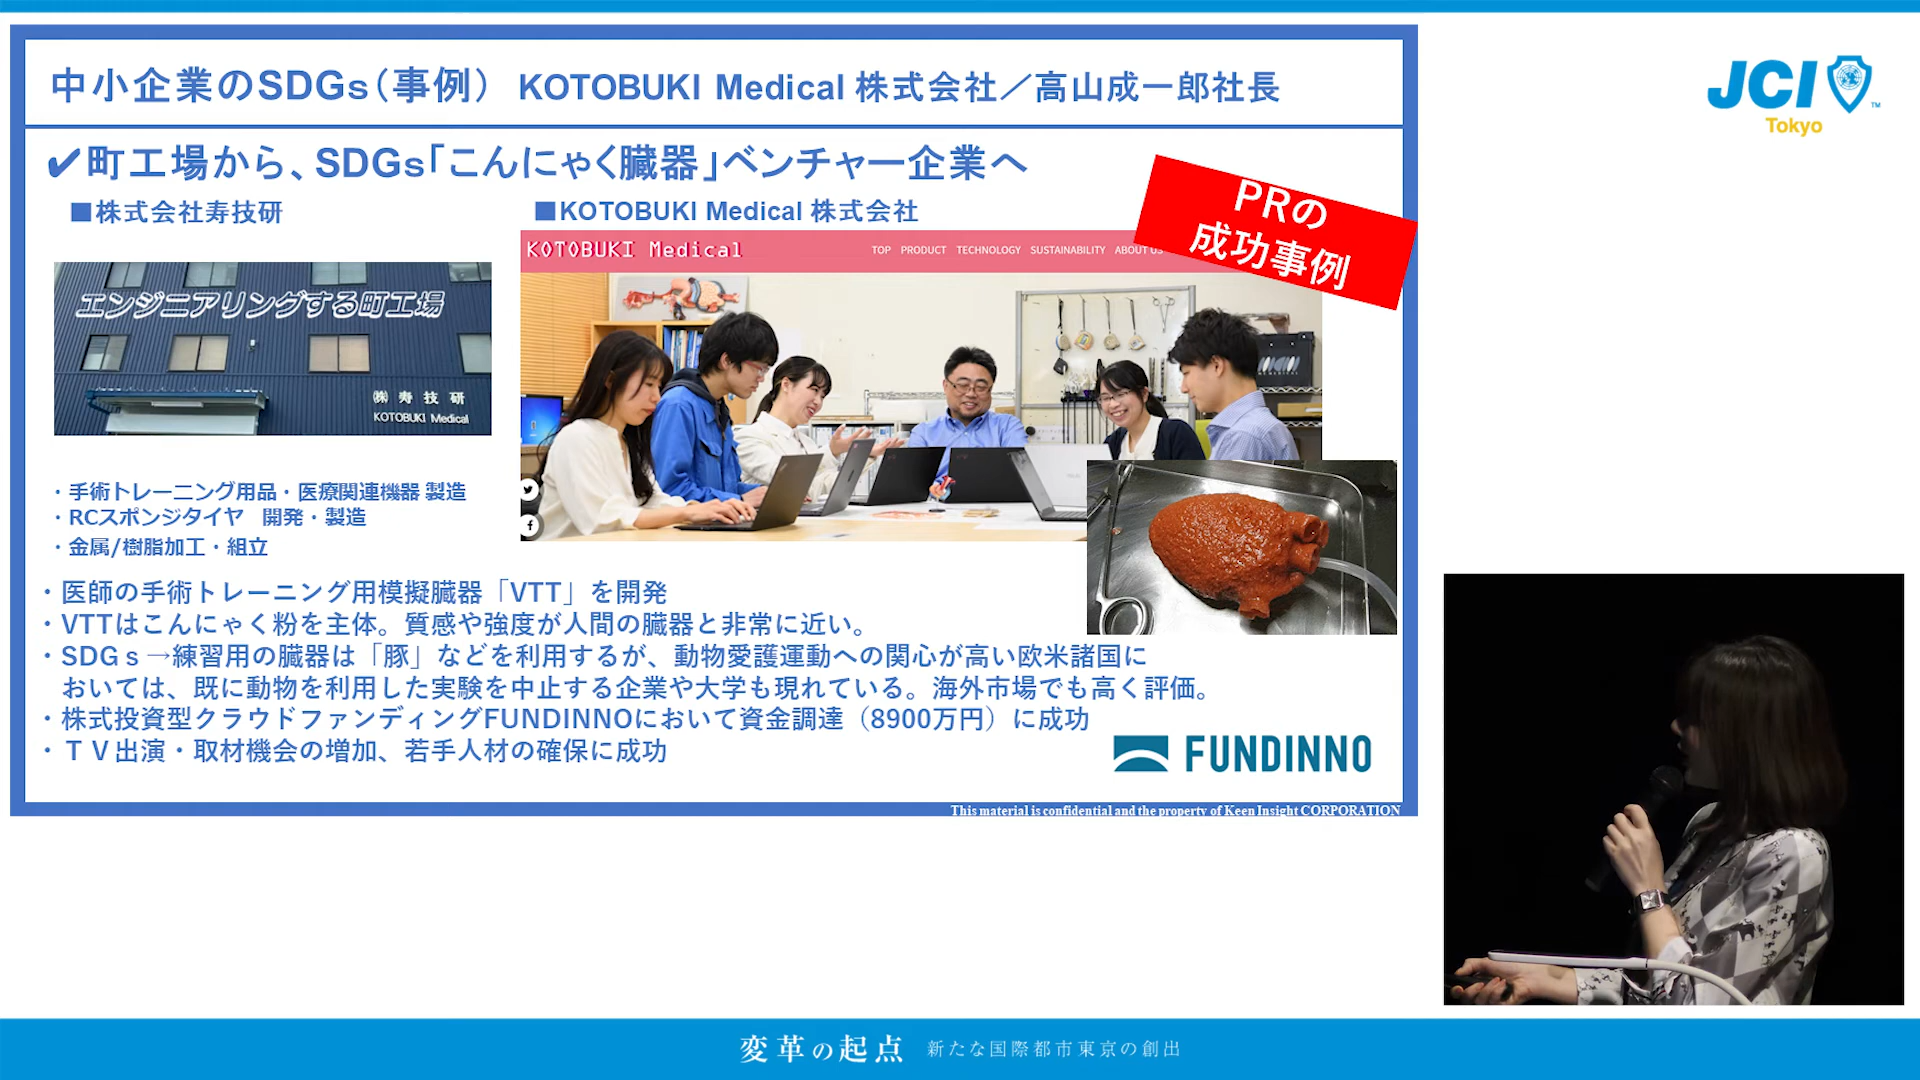 中小企業のSDGs（事例） KOTOBUKI Medical 株式会社／高山成一郎社長
✔町工場から、SDGs「こんにゃく臓器」ベンチャー企業へ
■株式会社寿技研
■KOTOBUKI Medical 株式会社
PRの
成功事例
KOTOBUKI Medical
TOP PRODUCT TECHNOLOGY SUSTAINABILITY ABOUT US
エンジニアリングする町工場
㈱ 寿 技 研
KOTOBUKI Medical
・手術トレーニング用品・医療関連機器 製造
・RCスポンジタイヤ 開発・製造
・金属/樹脂加工・組立
・医師の手術トレーニング用模擬臓器「VTT」を開発
・VTTはこんにゃく粉を主体。質感や強度が人間の臓器と非常に近い。
・SDGｓ→練習用の臓器は「豚」などを利用するが、動物愛護運動への関心が高い欧米諸国に
おいては、既に動物を利用した実験を中止する企業や大学も現れている。海外市場でも高く評価。
・株式投資型クラウドファンディングFUNDINNOにおいて資金調達（8900万円）に成功
・ＴＶ出演・取材機会の増加、若手人材の確保に成功
FUNDINNO
This material is confidential and the property of Keen Insight CORPORATION
JCI
TM
Tokyo
変革の起点 新たな国際都市東京の創出